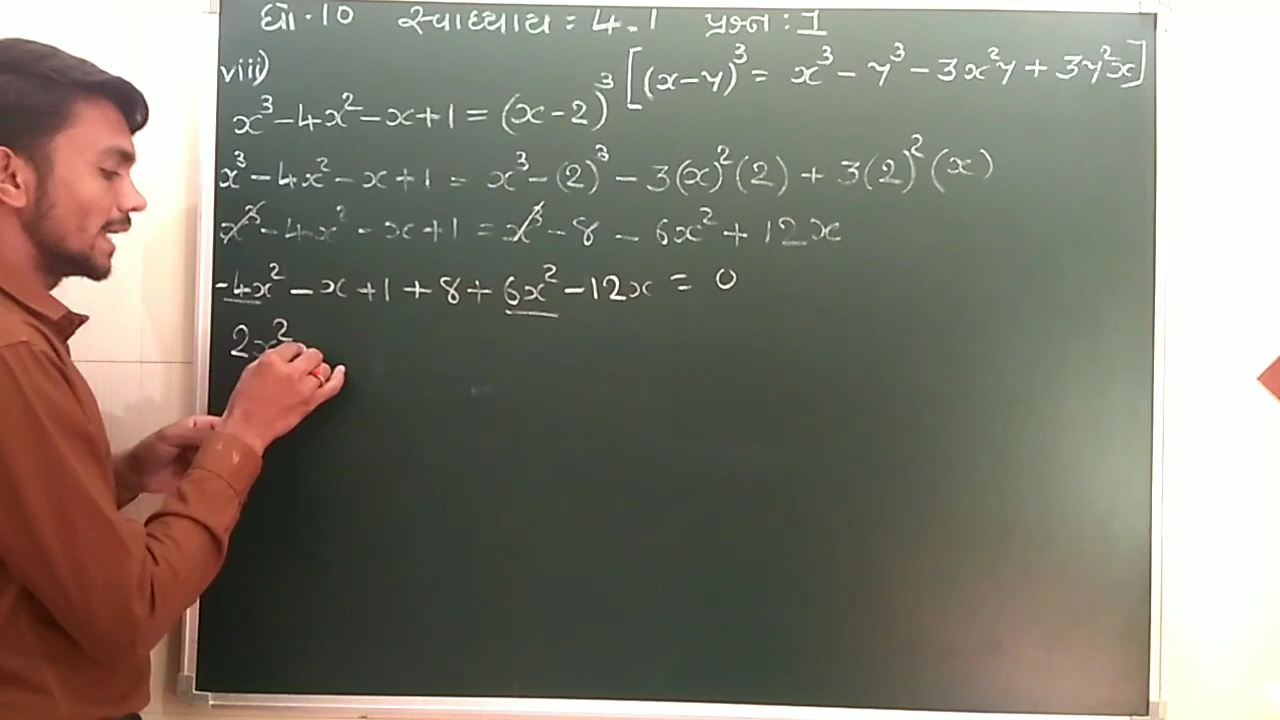 ધો. 10 સ્વાધ્યાય = 4.1 પ્રશ્ન : 1
viii) [(x-y)³ = x³ - y³ - 3x²y + 3y²x]
x³ - 4x² - x + 1 = (x - 2)³
x³ - 4x² - x + 1 = x³ - (2)³ - 3(x)²(2) + 3(2)²(x)
x³ - 4x² - x + 1 = x³ - 8 - 6x² + 12x
-4x² - x + 1 + 8 + 6x² - 12x = 0
2x²